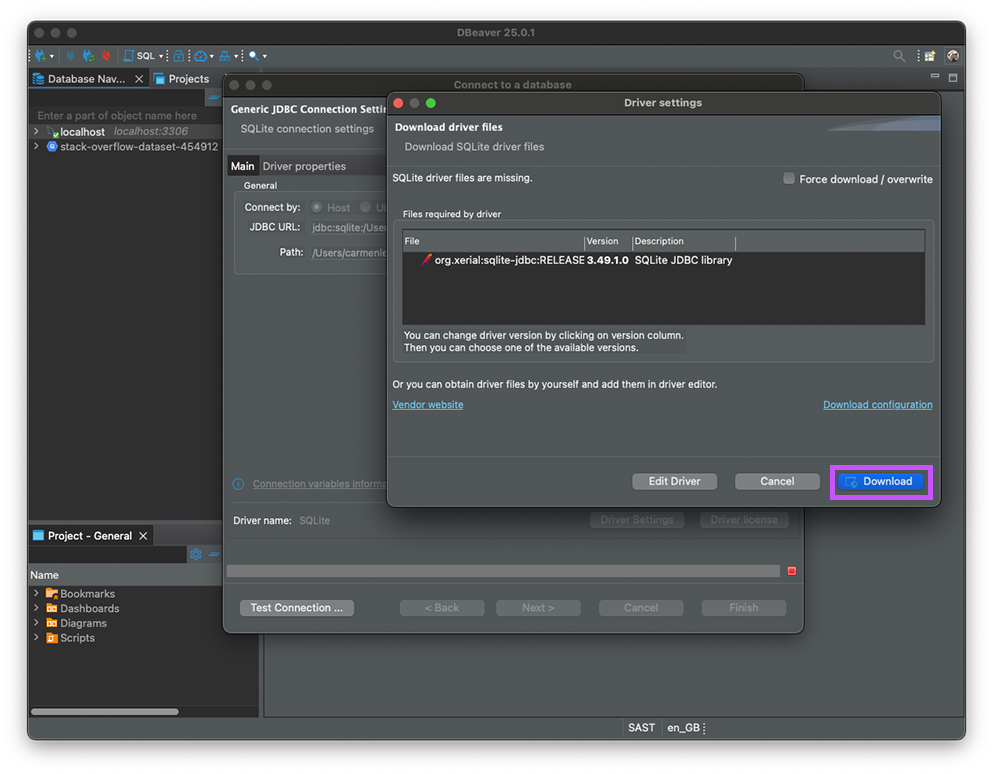 DBeaver 25.0.1
SQL
Database Nav...
Projects
Enter a part of object name here
localhost localhost:3306
stack-overflow-dataset-454912
Connect to a database
Generic JDBC Connection Settin
SQLite connection settings
Main Driver properties
General
Connect by: Host
JDBC URL: jdbc:sqlite:/User
Path: /Users/carmenle
Connection variables informa
Driver name: SQLite
Driver Settings Driver license
Test Connection ... < Back Next > Cancel Finish
Driver settings
Download driver files
Download SQLite driver files
SQLite driver files are missing.
Force download / overwrite
Files required by driver
File Version Description
org.xerial:sqlite-jdbc:RELEASE 3.49.1.0 SQLite JDBC library
You can change driver version by clicking on version column.
Then you can choose one of the available versions.
Or you can obtain driver files by yourself and add them in driver editor.
Vendor website Download configuration
Edit Driver Cancel Download
Project - General
Name
Bookmarks
Dashboards
Diagrams
Scripts
SAST en_GB